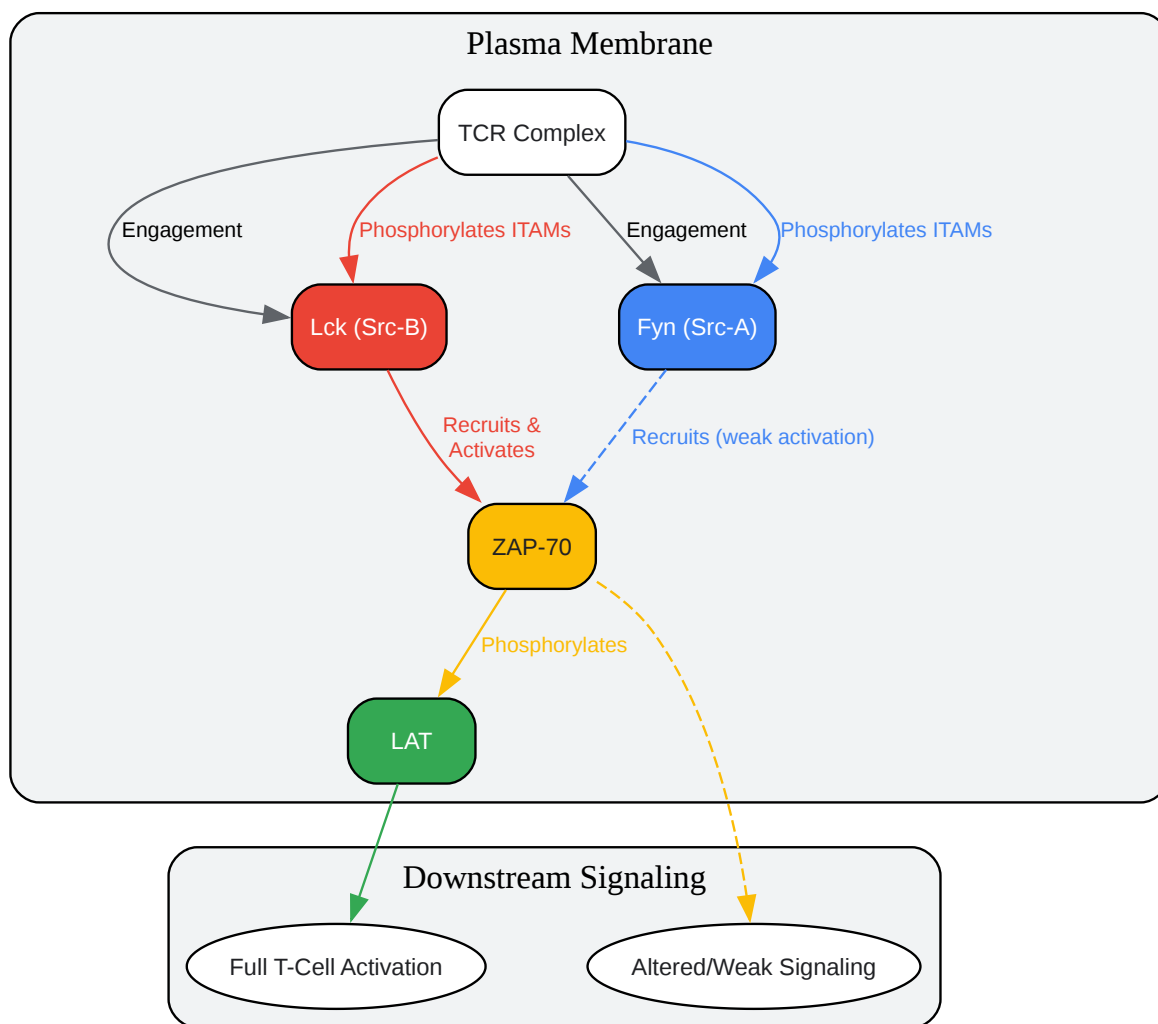 Plasma Membrane
TCR Complex
Engagement
Phosphorylates ITAMs
Engagement
Phosphorylates ITAMs
Lck (Src-B)
Fyn (Src-A)
Recruits &
Activates
Recruits (weak activation)
ZAP-70
Phosphorylates
LAT
Downstream Signaling
Full T-Cell Activation
Altered/Weak Signaling